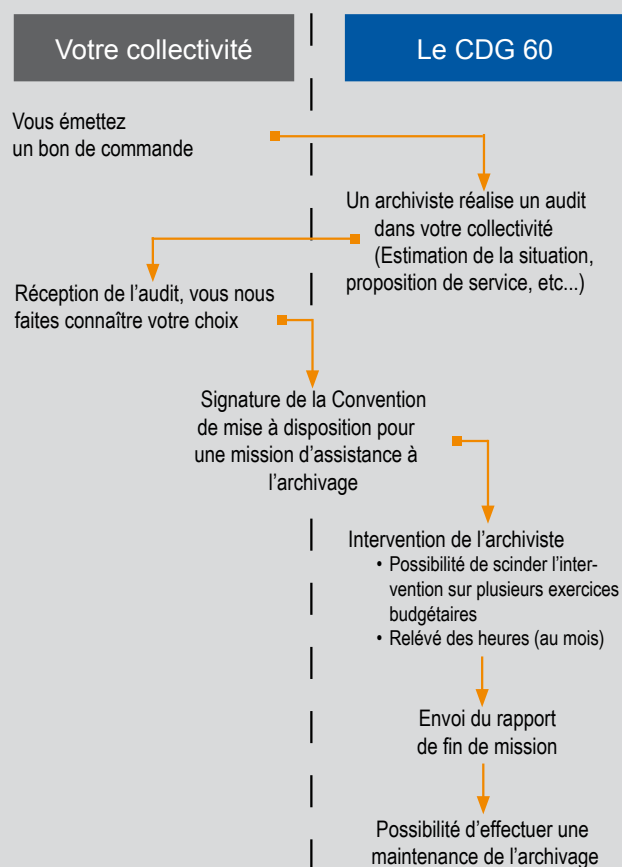 Votre collectivité
Le CDG 60
Vous émettez
un bon de commande
Un archiviste réalise un audit
dans votre collectivité
(Estimation de la situation,
proposition de service, etc...)
Réception de l'audit, vous nous
faites connaître votre choix
Signature de la Convention
de mise à disposition pour
une mission d'assistance à
l'archivage
Intervention de l'archiviste
• Possibilité de scinder l'inter-
vention sur plusieurs exercices
budgétaires
• Relévé des heures (au mois)
Envoi du rapport
de fin de mission
Possibilité d'effectuer une
maintenance de l'archivage